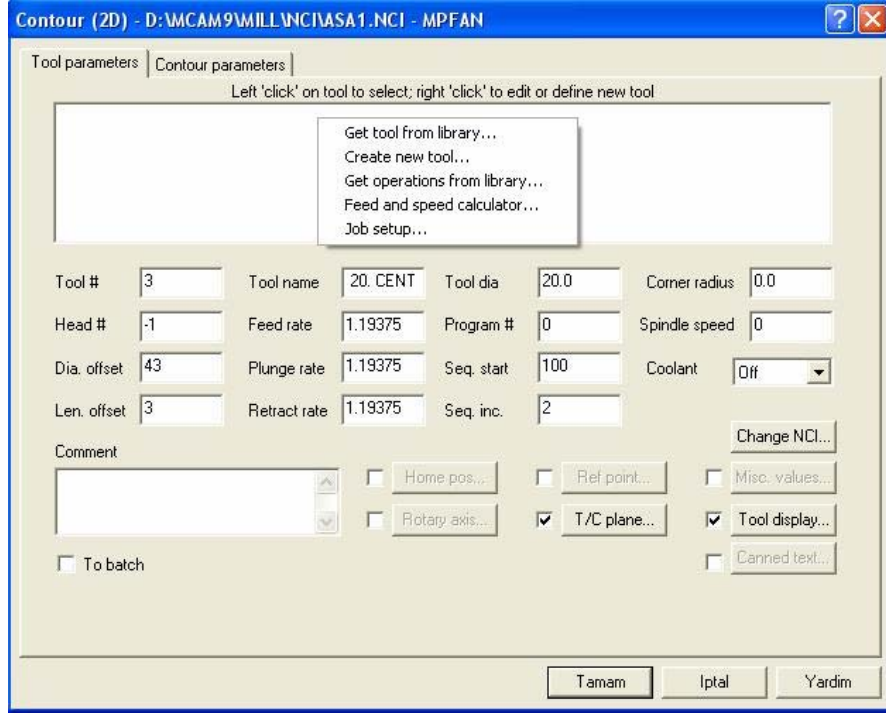 Contour (2D) - D:\MCAM9\MILL\NCI\ASA1.NCI - MPFAN
Tool parameters Contour parameters
Left 'click' on tool to select; right 'click' to edit or define new tool
Get tool from library...
Create new tool...
Get operations from library...
Feed and speed calculator...
Job setup...
Tool # 3 Tool name 20. CENT Tool dia 20.0 Corner radius 0.0
Head # -1 Feed rate 1.19375 Program # 0 Spindle speed 0
Dia. offset 43 Plunge rate 1.19375 Seq. start 100 Coolant Off
Len. offset 3 Retract rate 1.19375 Seq. inc. 2
Change NCI...
Comment
Home pos... Ref point... Misc. values...
Rotary axis... T/C plane... Tool display...
To batch Canned text...
Tamam Iptal Yardim